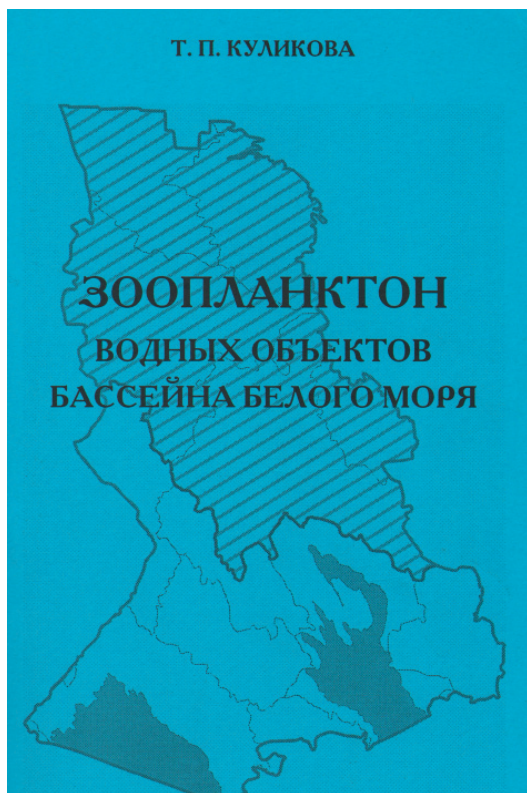 Т. П. КУЛИКОВА
ЗООПЛАНКТОН
ВОДНЫХ ОБЪЕКТОВ
БАССЕЙНА БЕЛОГО МОРЯ